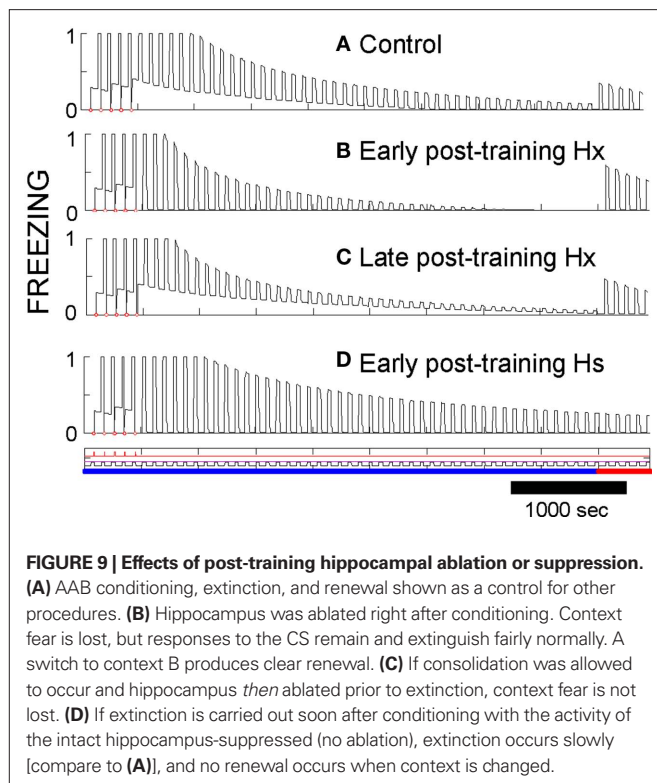 1
A Control
0
1
B Early post-training Hx
0
1
C Late post-training Hx
0
1
D Early post-training Hs
0
FREEZING
1000 sec
FIGURE 9 | Effects of post-training hippocampal ablation or suppression.
(A) AAB conditioning, extinction, and renewal shown as a control for other
procedures. (B) Hippocampus was ablated right after conditioning. Context
fear is lost, but responses to the CS remain and extinguish fairly normally. A
switch to context B produces clear renewal. (C) If consolidation was allowed
to occur and hippocampus then ablated prior to extinction, context fear is not
lost. (D) If extinction is carried out soon after conditioning with the activity of
the intact hippocampus-suppressed (no ablation), extinction occurs slowly
[compare to (A)], and no renewal occurs when context is changed.